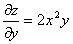 ∂z/∂y = 2x²y